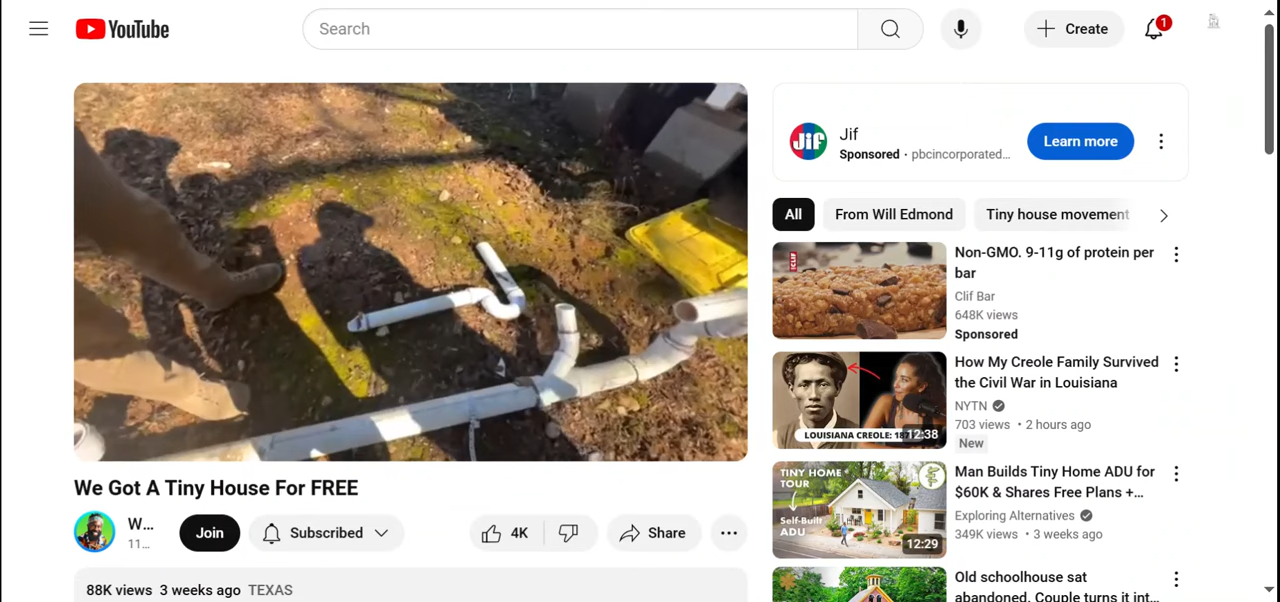 YouTube
Search
Create
1
Jif
Jif
Sponsored · pbcincorporated...
Learn more
All
From Will Edmond
Tiny house movement
CLIF
Non-GMO. 9-11g of protein per
bar
Clif Bar
648K views
Sponsored
LOUISIANA CREOLE: 187
12:38
How My Creole Family Survived
the Civil War in Louisiana
NYTN
703 views • 2 hours ago
New
TINY HOME
TOUR
Self-Built
ADU
12:29
Man Builds Tiny Home ADU for
$60K & Shares Free Plans +...
Exploring Alternatives
349K views • 3 weeks ago
Old schoolhouse sat
abandoned. Couple turned it int...
We Got A Tiny House For FREE
W...
11...
Join
Subscribed
4K
Share
88K views 3 weeks ago TEXAS